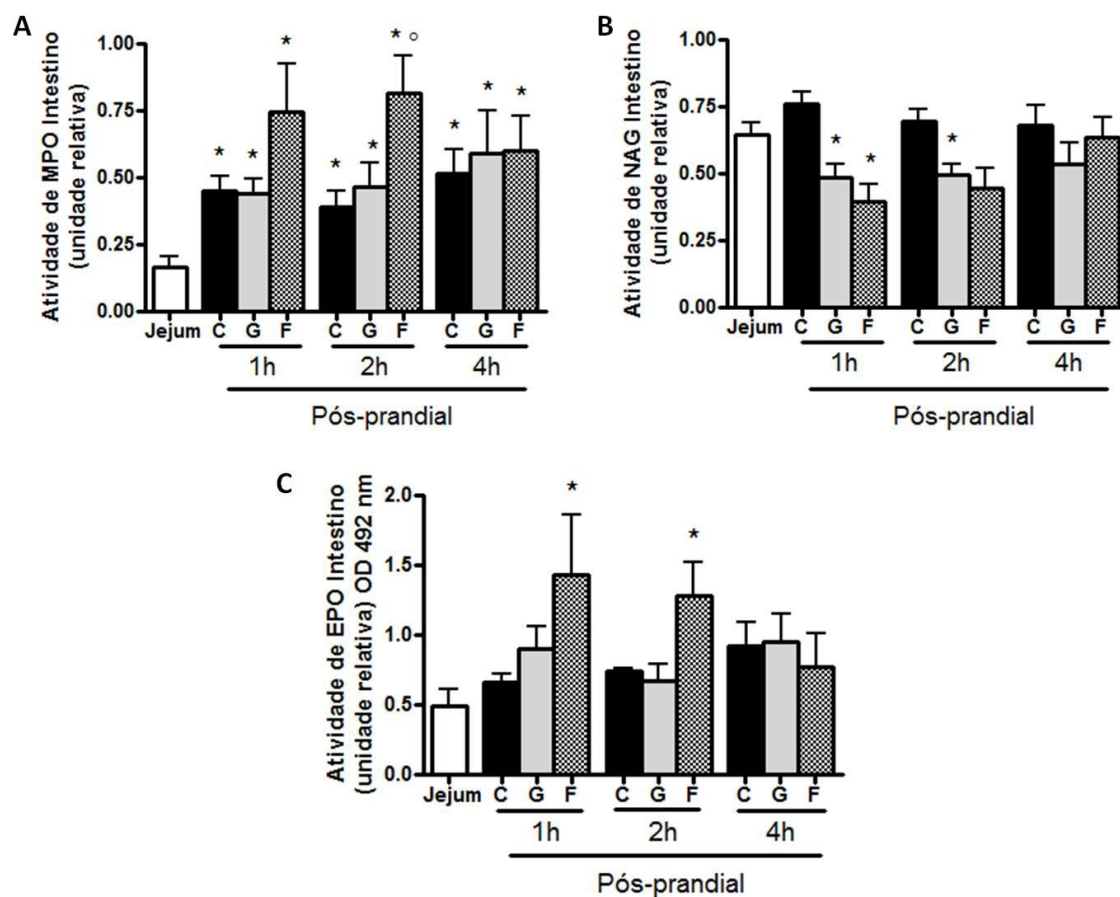 A
Atividade de MPO Intestino
(unidade relativa)
1.00
0.75
0.50
0.25
0.00
* * * * * * ○ * * *
Jejum C G F C G F C G F
1h 2h 4h
Pós-prandial
B
Atividade de NAG Intestino
(unidade relativa)
1.00
0.75
0.50
0.25
0.00
* * *
Jejum C G F C G F C G F
1h 2h 4h
Pós-prandial
C
Atividade de EPO Intestino
(unidade relativa) OD 492 nm
2.0
1.5
1.0
0.5
0.0
* *
Jejum C G F C G F C G F
1h 2h 4h
Pós-prandial